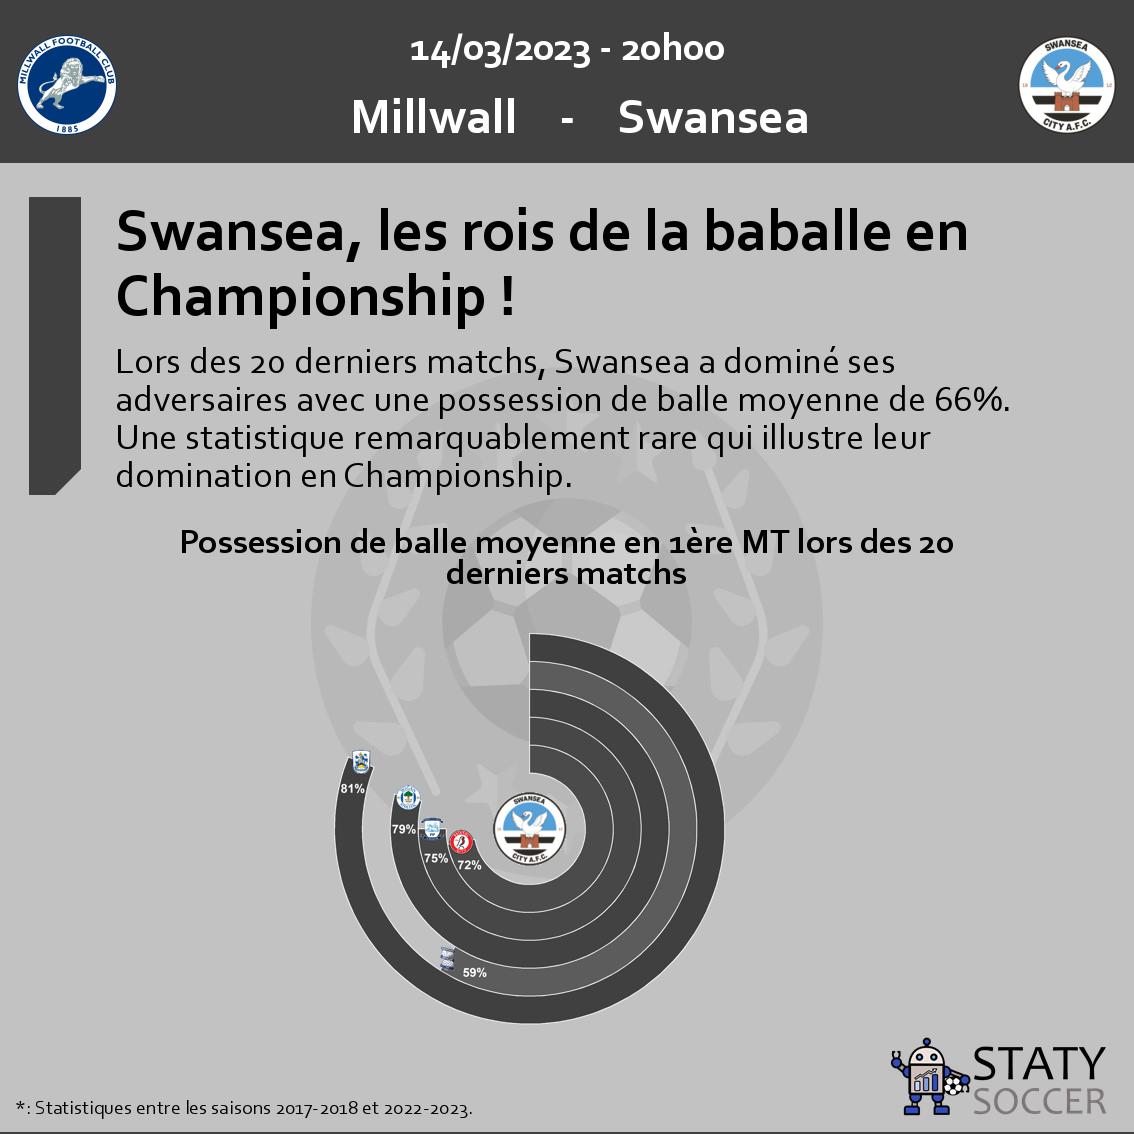 14/03/2023 - 20h00
Millwall - Swansea
MILLWALL FOOTBALL CLUB
1885
SWANSEA
CITY A.F.C.
Swansea, les rois de la baballe en
Championship !
Lors des 20 derniers matchs, Swansea a dominé ses
adversaires avec une possession de balle moyenne de 66%.
Une statistique remarquablement rare qui illustre leur
domination en Championship.
Possession de balle moyenne en 1ère MT lors des 20
derniers matchs
81%
79%
75%
72%
SWANSEA
CITY A.F.C.
59%
STATY
SOCCER
*: Statistiques entre les saisons 2017-2018 et 2022-2023.